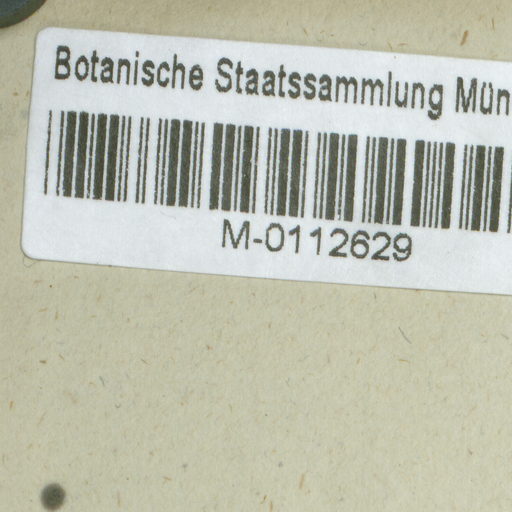 Botanische Staatssammlung Mün
M-0112629